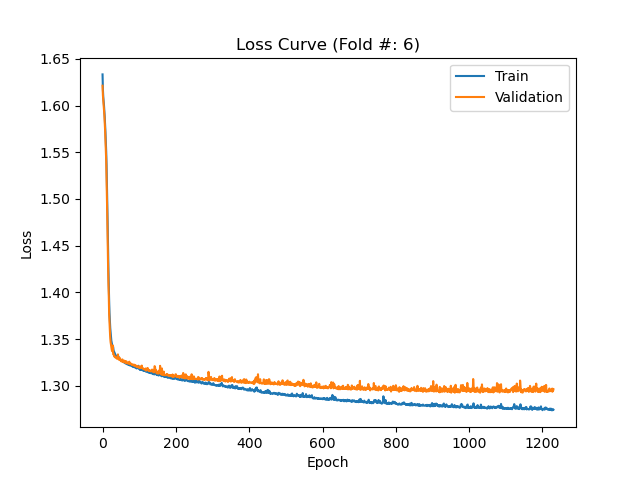 Loss Curve (Fold #: 6)
1.65
1.60
1.55
1.50
1.45
1.40
1.35
1.30
Loss
Train
Validation
0 200 400 600 800 1000 1200
Epoch